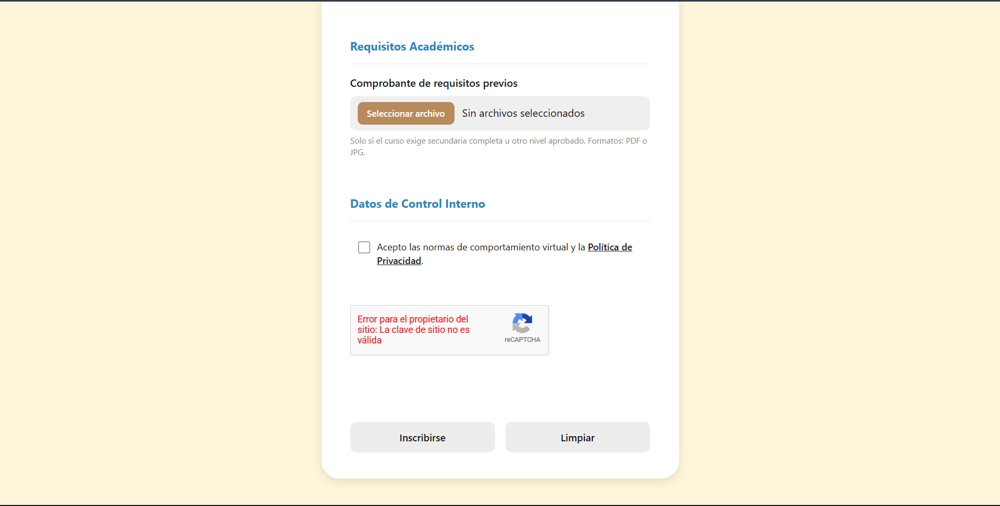 Requisitos Académicos
Comprobante de requisitos previos
Seleccionar archivo Sin archivos seleccionados
Solo si el curso exige secundaria completa u otro nivel aprobado. Formatos: PDF o
JPG.
Datos de Control Interno
Acepto las normas de comportamiento virtual y la Política de
Privacidad.
Error para el propietario del
sitio: La clave de sitio no es
válida
reCAPTCHA
Inscribirse Limpiar